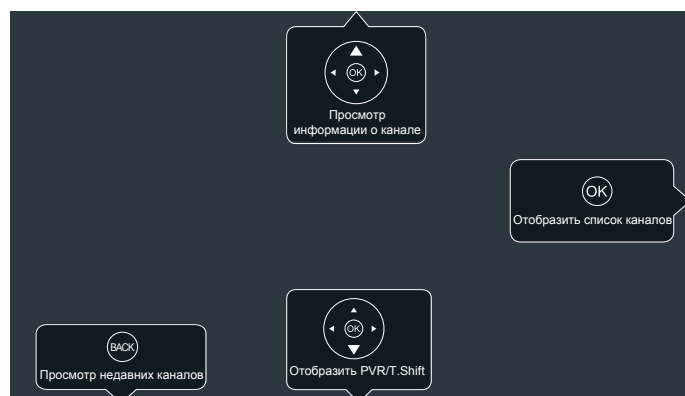 OK
Просмотр
информации о канале
OK
Отобразить список каналов
OK
Отобразить PVR/T.Shift
BACK
Просмотр недавних каналов